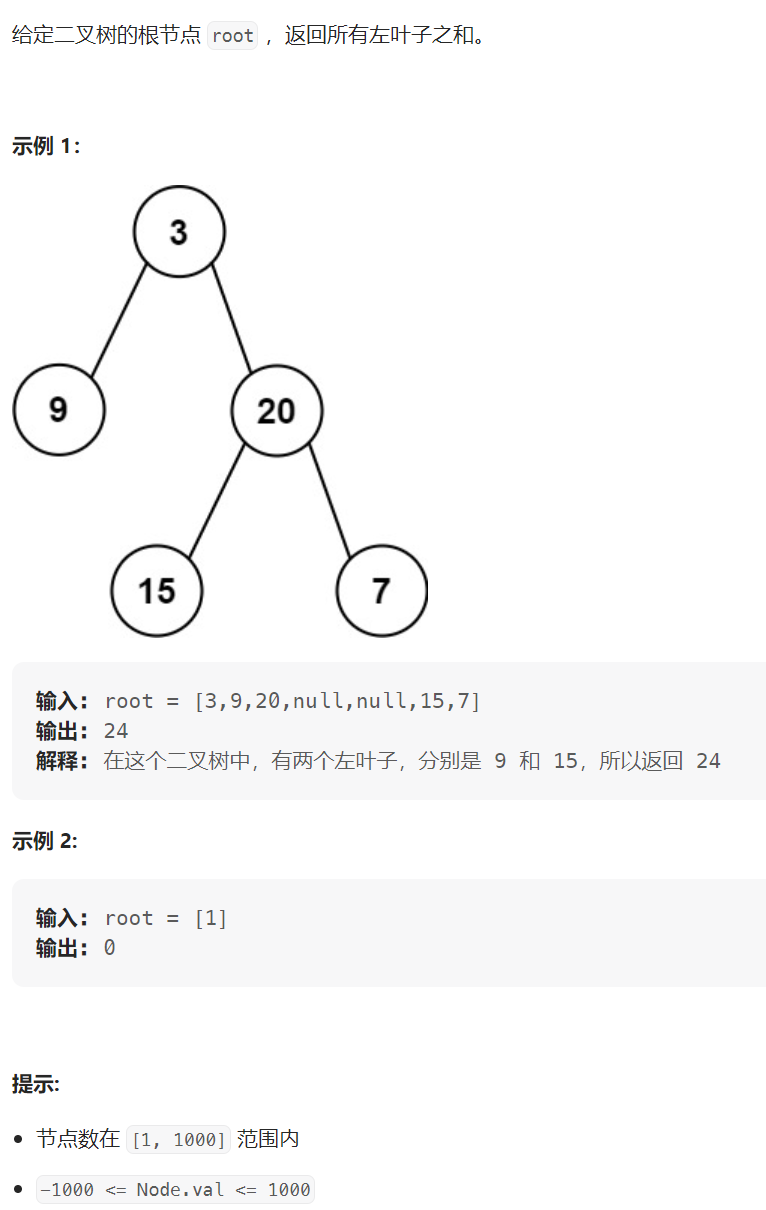 给定二叉树的根节点 root ，返回所有左叶子之和。
示例 1：
3
9
20
15
7
输入： root = [3,9,20,null,null,15,7]
输出： 24
解释： 在这个二叉树中，有两个左叶子，分别是 9 和 15，所以返回 24
示例 2:
输入： root = [1]
输出： 0
提示:
节点数在 [1, 1000] 范围内
-1000 <= Node.val <= 1000